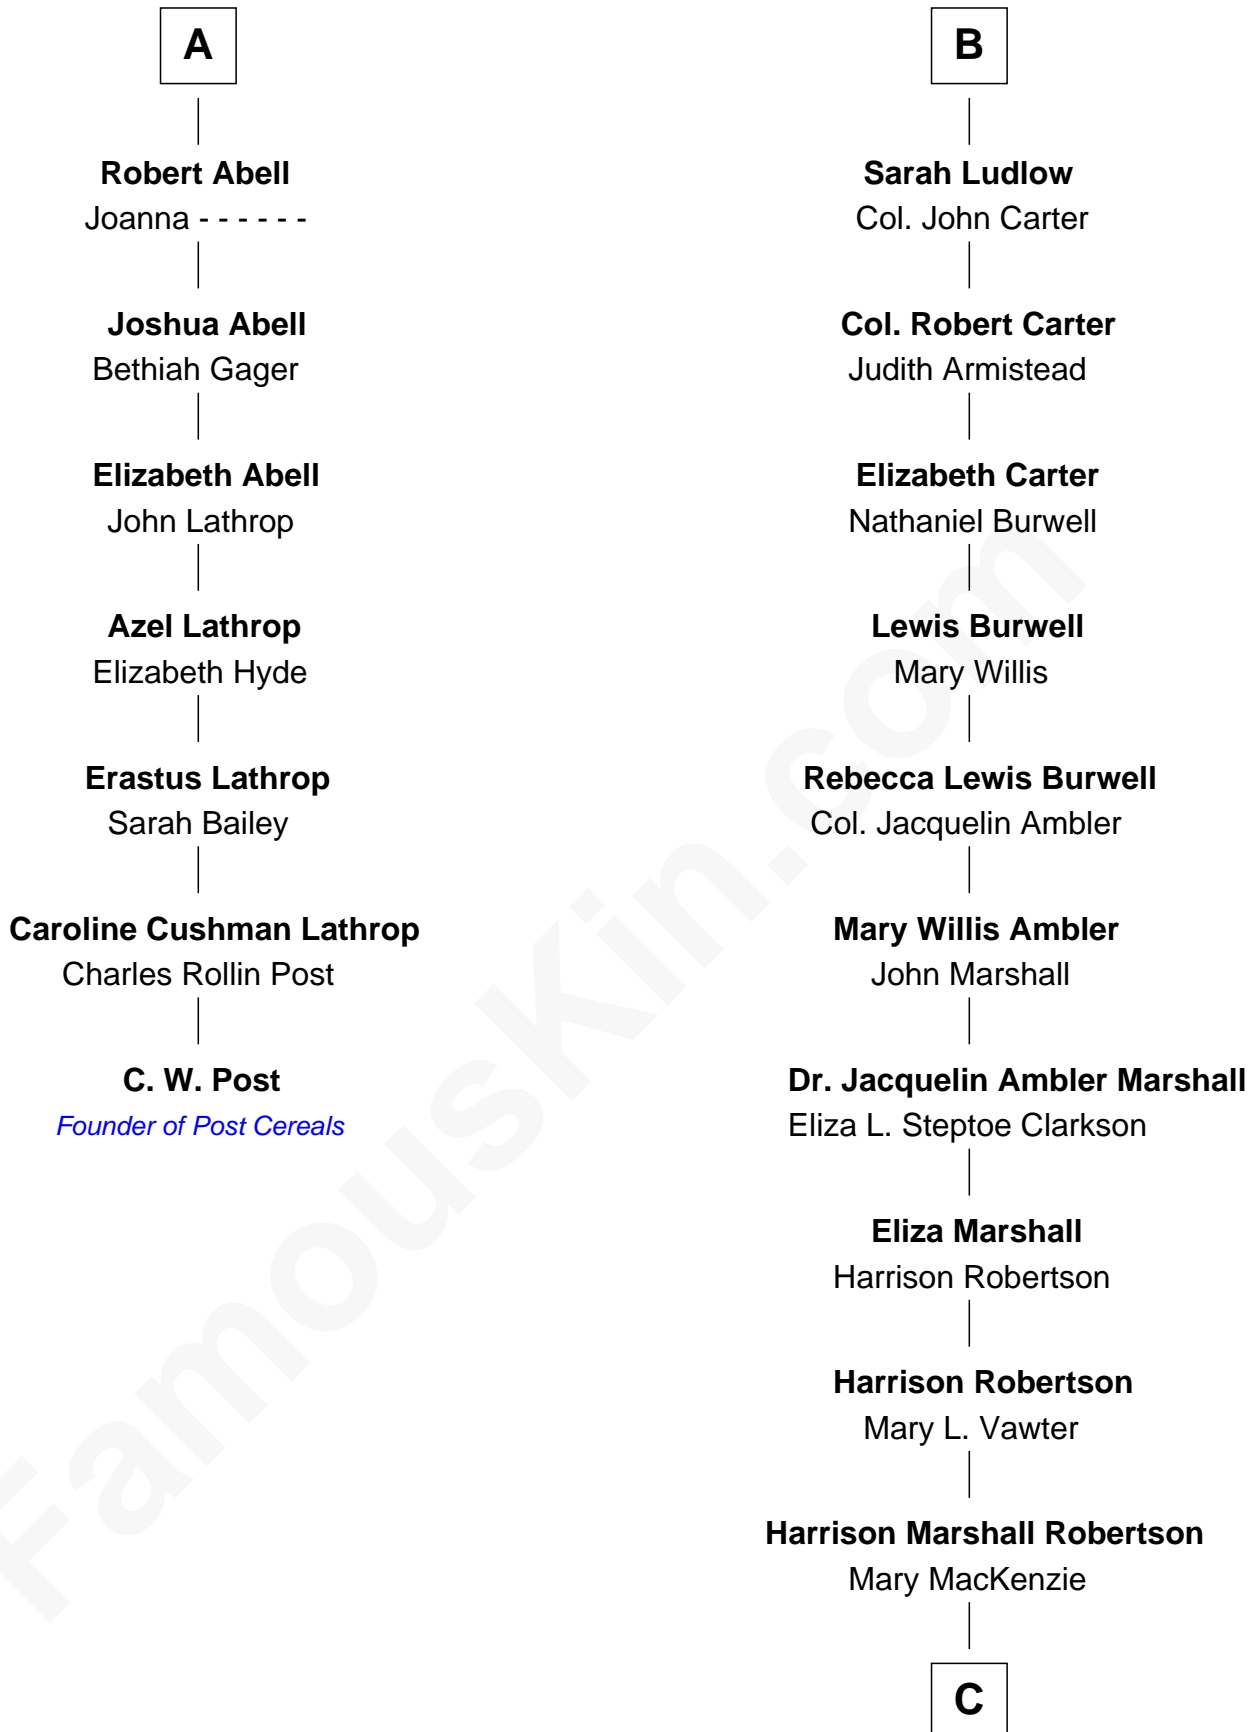 A
Robert Abell
Joanna - - - - - -
Joshua Abell
Bethiah Gager
Elizabeth Abell
John Lathrop
Azel Lathrop
Elizabeth Hyde
Erastus Lathrop
Sarah Bailey
Caroline Cushman Lathrop
Charles Rollin Post
C. W. Post
Founder of Post Cereals
B
Sarah Ludlow
Col. John Carter
Col. Robert Carter
Judith Armistead
Elizabeth Carter
Nathaniel Burwell
Lewis Burwell
Mary Willis
Rebecca Lewis Burwell
Col. Jacquelin Ambler
Mary Willis Ambler
John Marshall
Dr. Jacquelin Ambler Marshall
Eliza L. Steptoe Clarkson
Eliza Marshall
Harrison Robertson
Harrison Robertson
Mary L. Vawter
Harrison Marshall Robertson
Mary MacKenzie
C
FamousKin.com